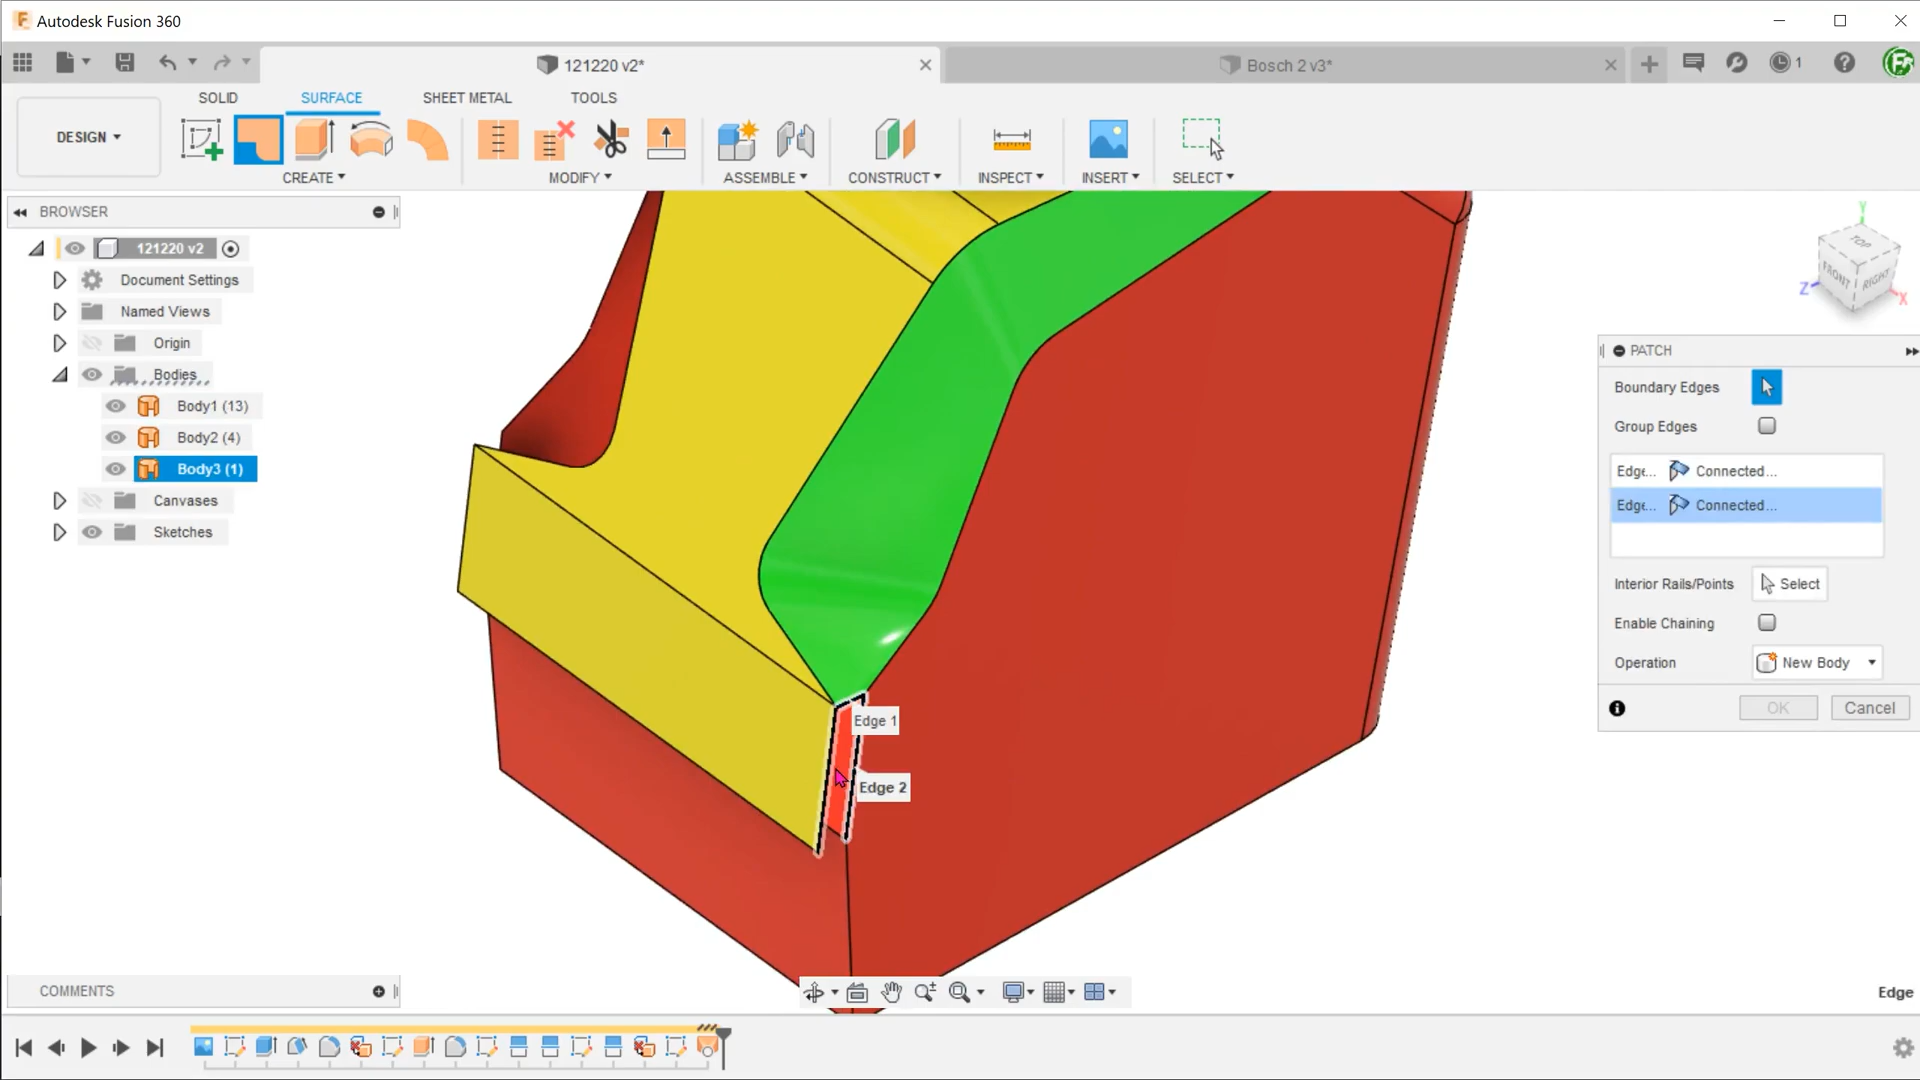 Autodesk Fusion 360
121220 v2*
Bosch 2 v3*
1
SOLID
SURFACE
SHEET METAL
TOOLS
DESIGN
CREATE
MODIFY
ASSEMBLE
CONSTRUCT
INSPECT
INSERT
SELECT
BROWSER
121220 v2
Document Settings
Named Views
Origin
Bodies
Body1 (13)
Body2 (4)
Body3 (1)
Canvases
Sketches
Y
TOP
FRONT
RIGHT
Z
X
PATCH
Boundary Edges
Group Edges
Edge... Connected...
Edge... Connected...
Interior Rails/Points
Select
Enable Chaining
Operation
New Body
OK
Cancel
Edge 1
Edge 2
COMMENTS
Edge